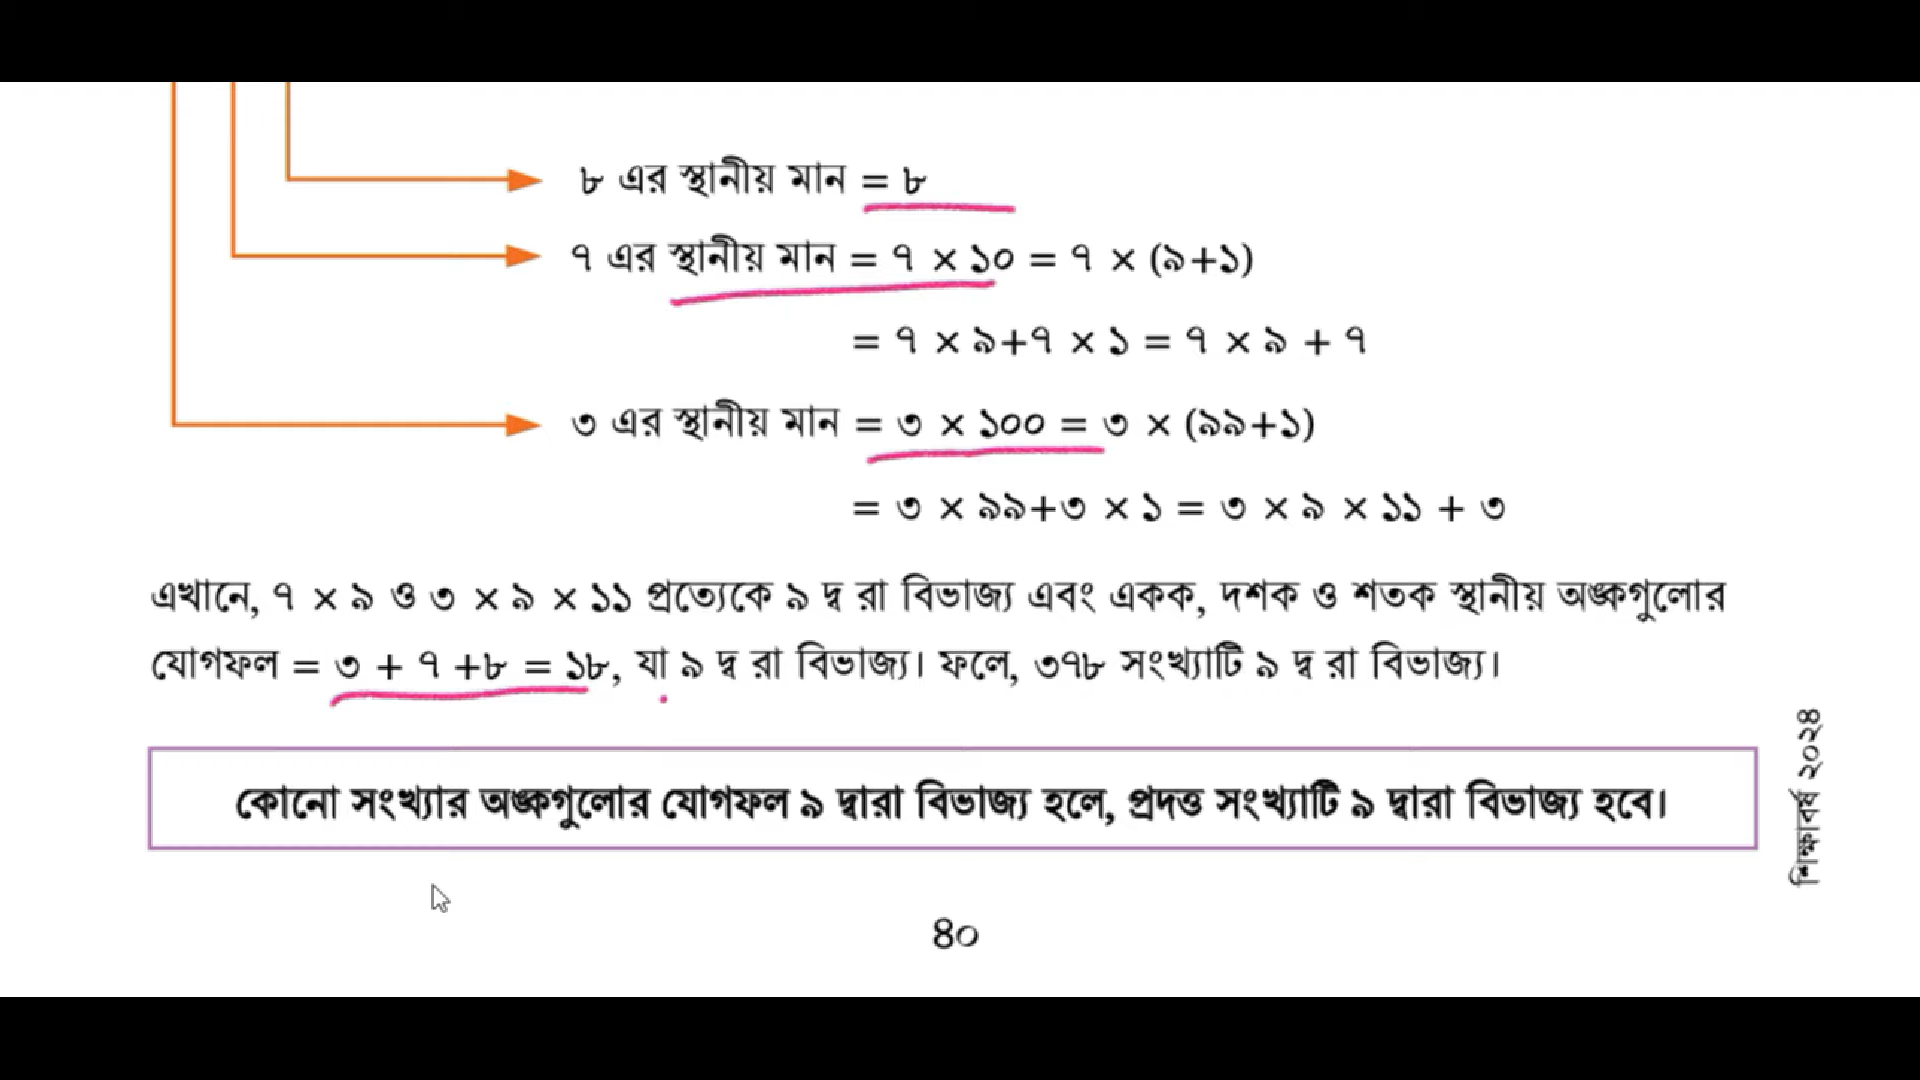 ৮ এর স্থানীয় মান = ৮
৭ এর স্থানীয় মান = ৭ × ১০ = ৭ × (৯+১)
= ৭ × ৯+৭ × ১ = ৭ × ৯ + ৭
৩ এর স্থানীয় মান = ৩ × ১০০ = ৩ × (৯৯+১)
= ৩ × ৯৯+৩ × ১ = ৩ × ৯ × ১১ + ৩
এখানে, ৭ × ৯ ও ৩ × ৯ × ১১ প্রত্যেকে ৯ দ্ব রা বিভাজ্য এবং একক, দশক ও শতক স্থানীয় অঙ্কগুলোর
যোগফল = ৩ + ৭ +৮ = ১৮, যা ৯ দ্ব রা বিভাজ্য। ফলে, ৩৭৮ সংখ্যাটি ৯ দ্ব রা বিভাজ্য।
কোনো সংখ্যার অঙ্কগুলোর যোগফল ৯ দ্বারা বিভাজ্য হলে, প্রদত্ত সংখ্যাটি ৯ দ্বারা বিভাজ্য হবে।
শিক্ষাবর্ষ ২০২৪
৪০